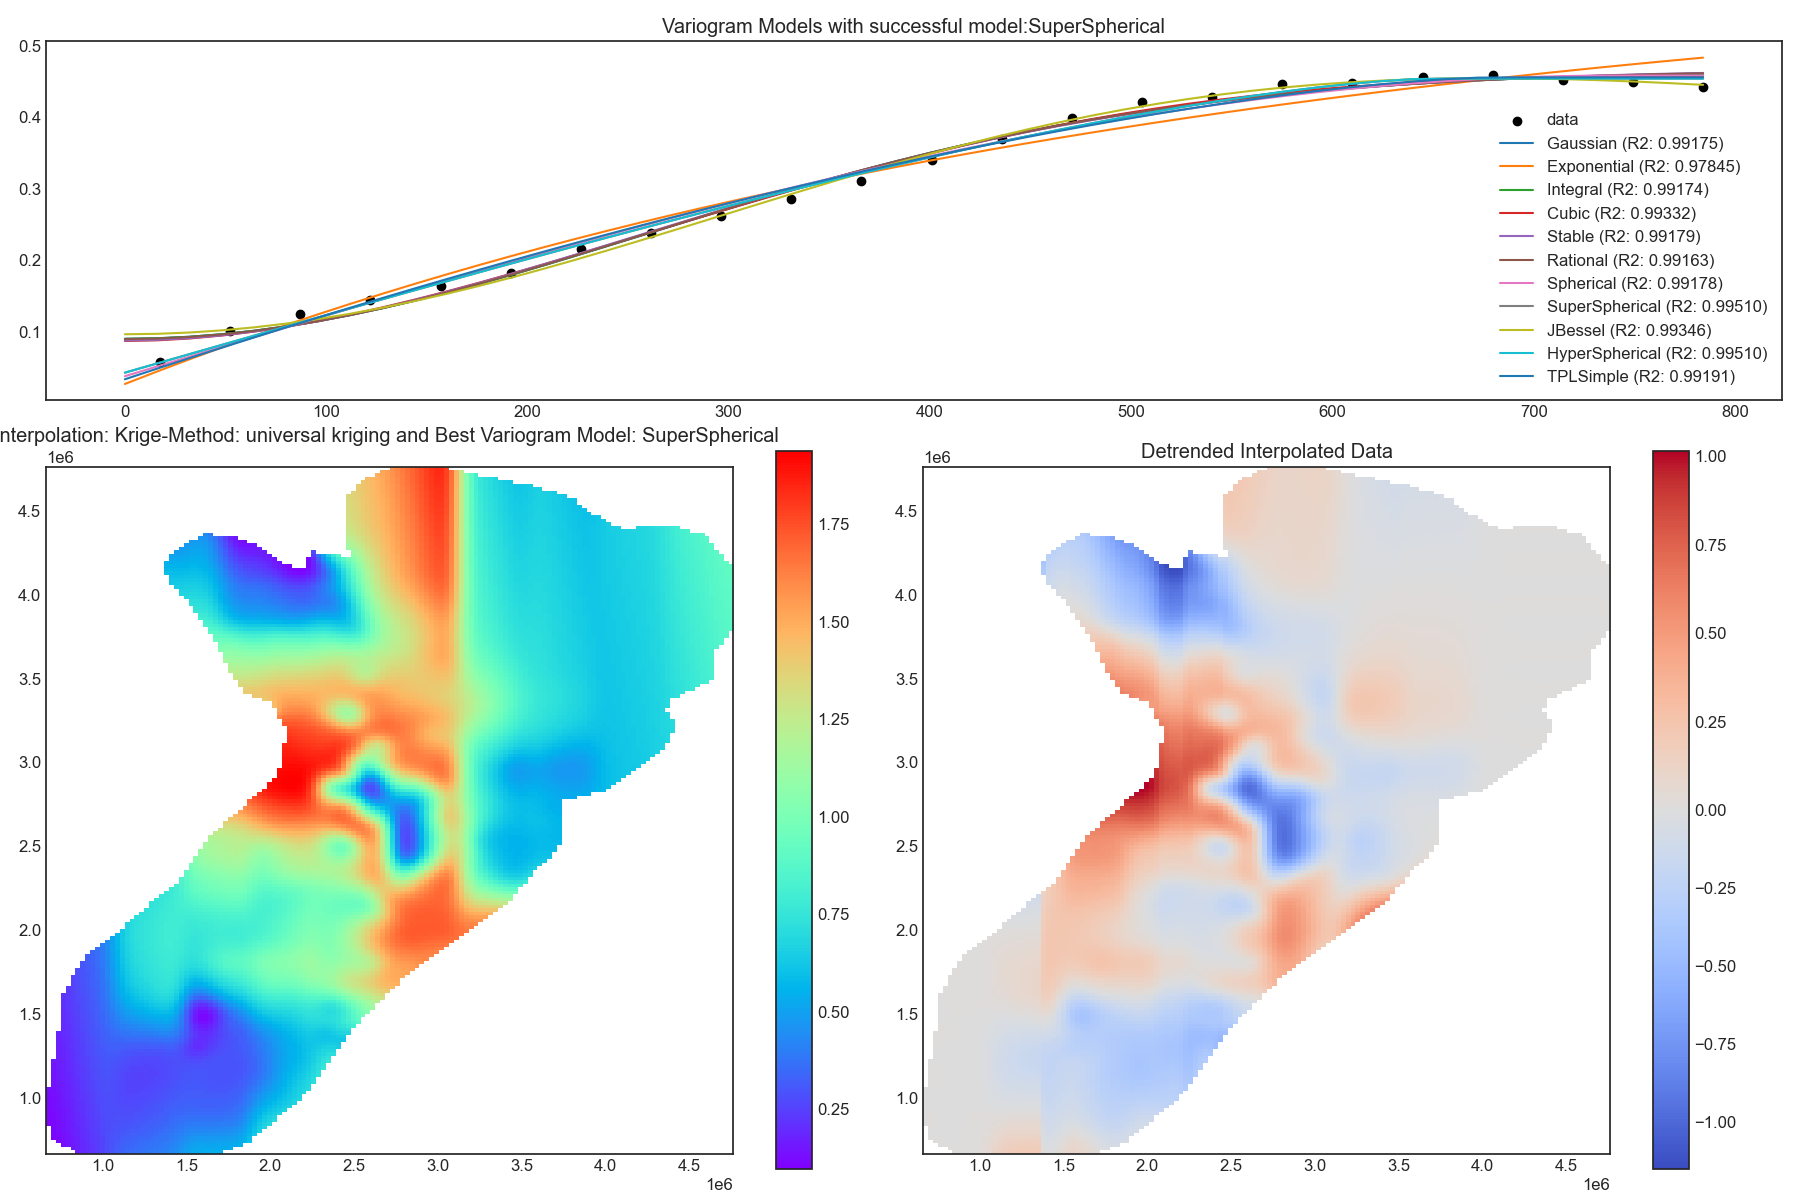 Variogram Models with successful model:SuperSpherical
0.5
0.4
0.3
0.2
0.1
data
Gaussian (R2: 0.99175)
Exponential (R2: 0.97845)
Integral (R2: 0.99174)
Cubic (R2: 0.99332)
Stable (R2: 0.99179)
Rational (R2: 0.99163)
Spherical (R2: 0.99178)
SuperSpherical (R2: 0.99510)
JBessel (R2: 0.99346)
HyperSpherical (R2: 0.99510)
TPLSimple (R2: 0.99191)
0 100 200 300 400 500 600 700 800
nterpolation: Krige-Method: universal kriging and Best Variogram Model: SuperSpherical
1e6
4.5
4.0
3.5
3.0
2.5
2.0
1.5
1.0
1.0 1.5 2.0 2.5 3.0 3.5 4.0 4.5
1e6
1.75
1.50
1.25
1.00
0.75
0.50
0.25
Detrended Interpolated Data
1e6
4.5
4.0
3.5
3.0
2.5
2.0
1.5
1.0
1.0 1.5 2.0 2.5 3.0 3.5 4.0 4.5
1e6
1.00
0.75
0.50
0.25
0.00
−0.25
−0.50
−0.75
−1.00